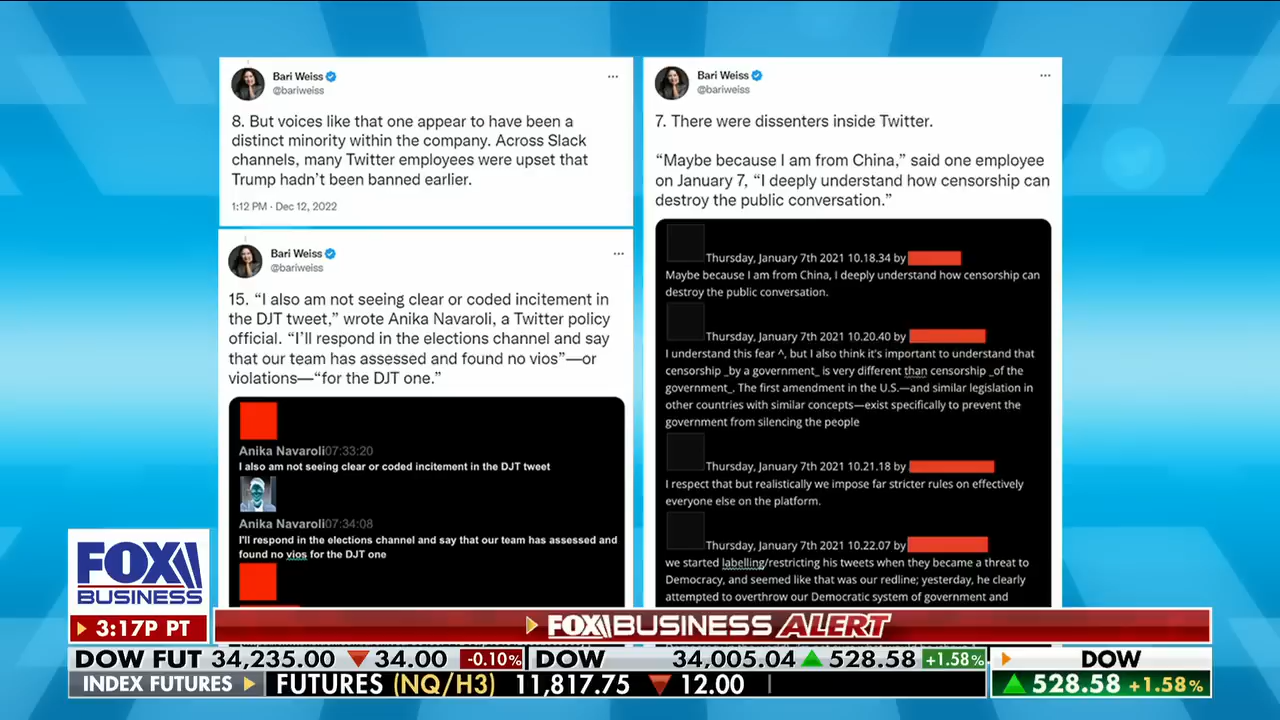 Bari Weiss
@bariweiss
8. But voices like that one appear to have been a
distinct minority within the company. Across Slack
channels, many Twitter employees were upset that
Trump hadn't been banned earlier.
1:12 PM · Dec 12, 2022
Bari Weiss
@bariweiss
15. “I also am not seeing clear or coded incitement in
the DJT tweet,” wrote Anika Navaroli, a Twitter policy
official. “I'll respond in the elections channel and say
that our team has assessed and found no vios”—or
violations—“for the DJT one.”
Anika Navaroli07:33:20
I also am not seeing clear or coded incitement in the DJT tweet
Anika Navaroli07:34:08
I'll respond in the elections channel and say that our team has assessed and
found no vios for the DJT one
Bari Weiss
@bariweiss
7. There were dissenters inside Twitter.
“Maybe because I am from China,” said one employee
on January 7, “I deeply understand how censorship can
destroy the public conversation.”
Thursday, January 7th 2021 10.18.34 by
Maybe because I am from China, I deeply understand how censorship can
destroy the public conversation.
Thursday, January 7th 2021 10.20.40 by
I understand this fear ^, but I also think it's important to understand that
censorship _by a government_ is very different than censorship _of the
government_. The first amendment in the U.S.—and similar legislation in
other countries with similar concepts—exist specifically to prevent the
government from silencing the people
Thursday, January 7th 2021 10.21.18 by
I respect that but realistically we impose far stricter rules on effectively
everyone else on the platform.
Thursday, January 7th 2021 10.22.07 by
we started labelling/restricting his tweets when they became a threat to
Democracy, and seemed like that was our redline; yesterday, he clearly
attempted to overthrow our Democratic system of government and
FOX
BUSINESS
3:17P PT
FOX BUSINESS ALERT
DOW FUT 34,235.00 34.00 -0.10% DOW 34,005.04 528.58 +1.58%
DOW
INDEX FUTURES FUTURES (NQ/H3) 11,817.75 12.00
528.58 +1.58%